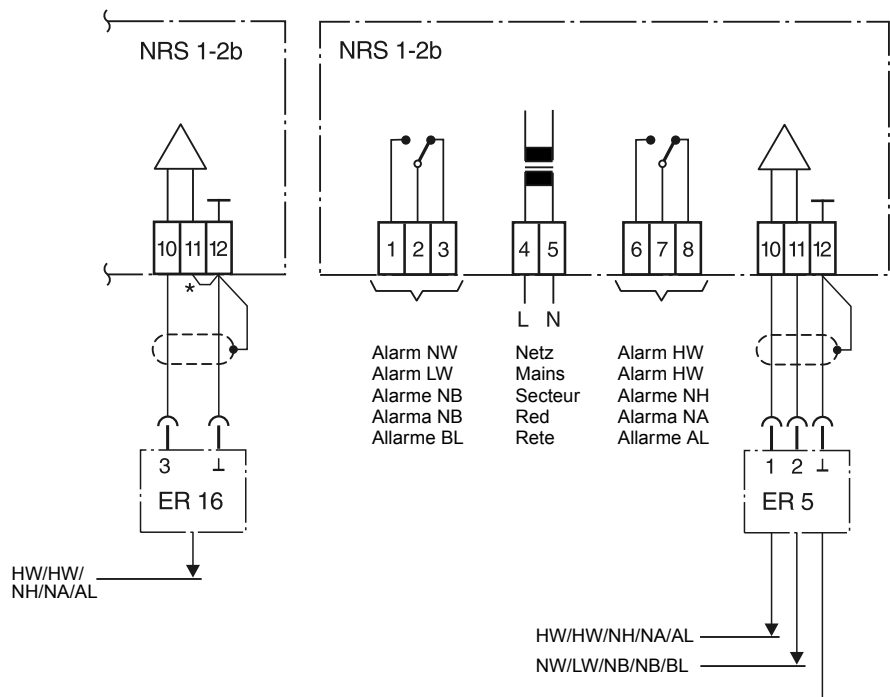 NRS 1-2b
NRS 1-2b
10 11 12
1 2 3
4 5
6 7 8
10 11 12
*
L N
Alarm NW
Alarm LW
Alarme NB
Alarma NB
Allarme BL
Netz
Mains
Secteur
Red
Rete
Alarm HW
Alarm HW
Alarme NH
Alarma NA
Allarme AL
3 ⊥
ER 16
1 2 ⊥
ER 5
HW/HW/
NH/NA/AL
HW/HW/NH/NA/AL
NW/LW/NB/NB/BL